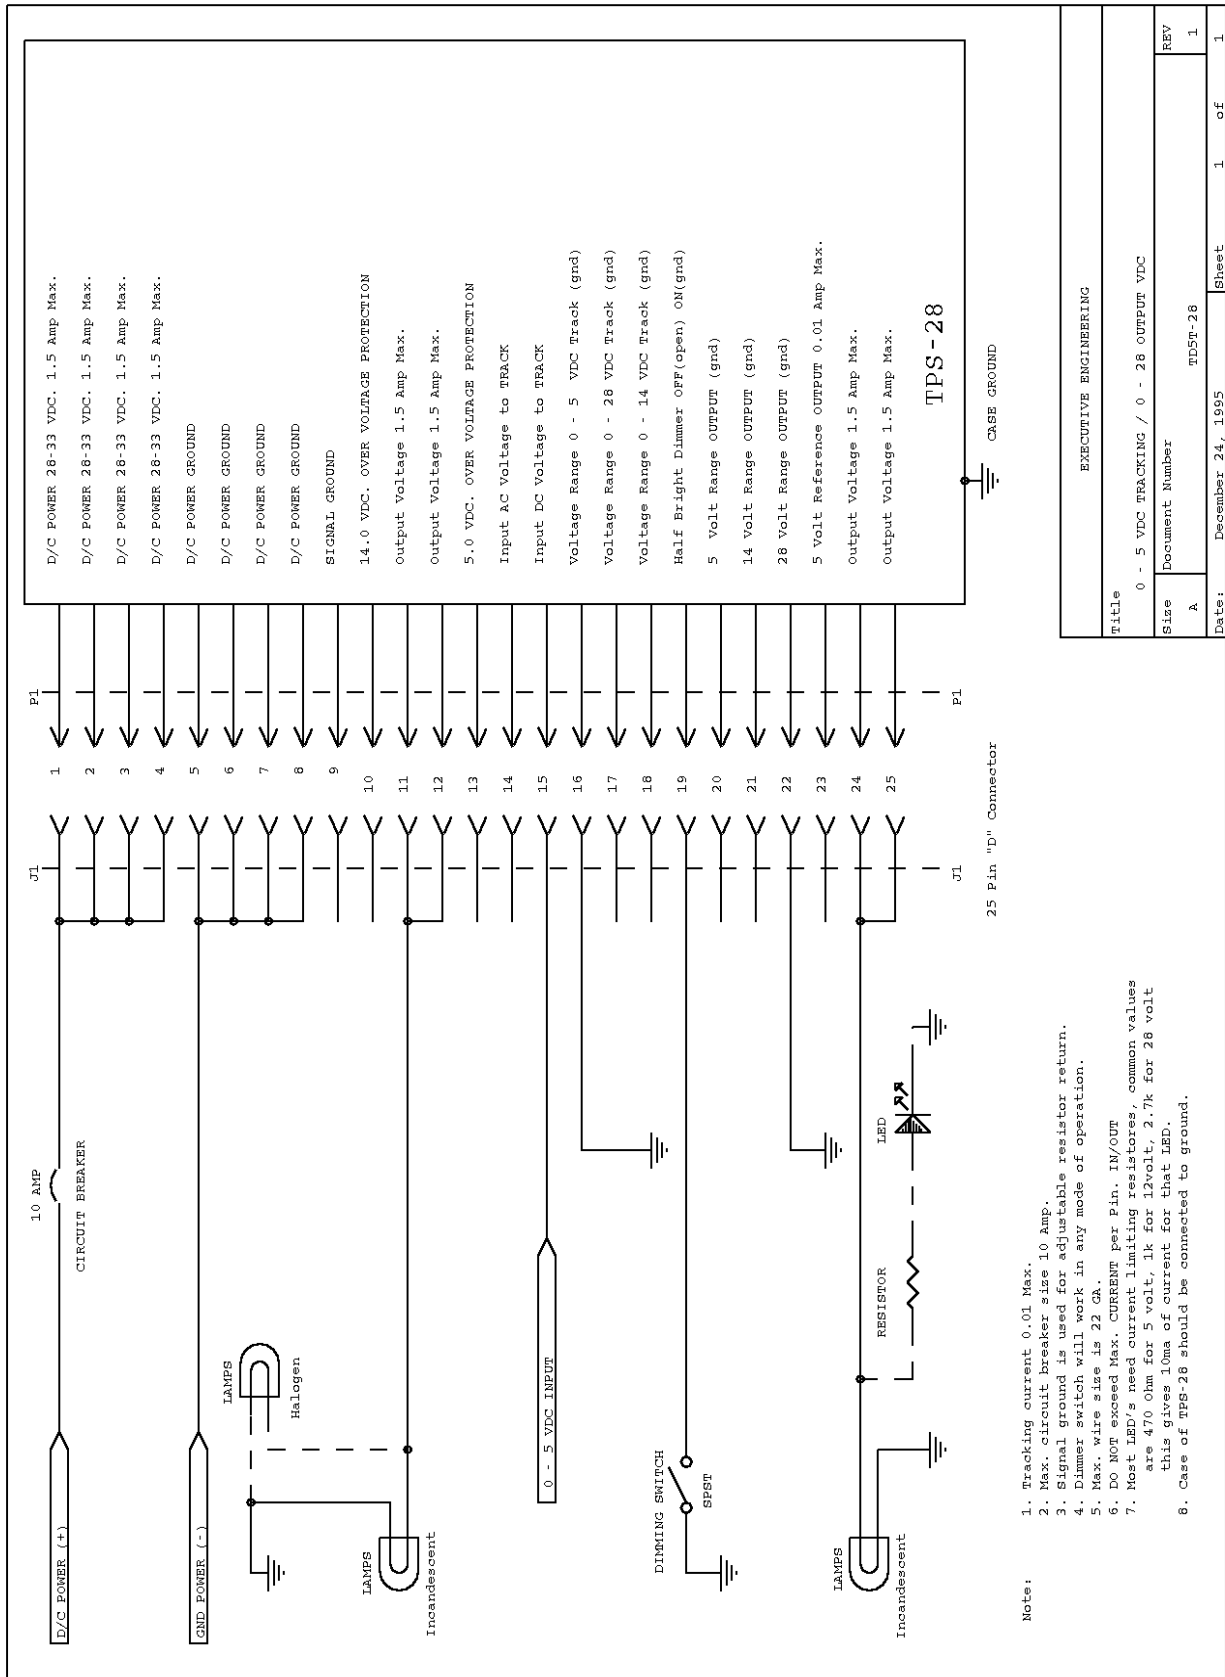 D/C POWER (+)
10 AMP
CIRCUIT BREAKER
GND POWER (-)
LAMPS
Halogen
LAMPS
Incandescent
0 - 5 VDC INPUT
DIMMING SWITCH
SPST
RESISTOR
LED
LAMPS
Incandescent
J1
P1
1 D/C POWER 28-33 VDC. 1.5 Amp Max.
2 D/C POWER 28-33 VDC. 1.5 Amp Max.
3 D/C POWER 28-33 VDC. 1.5 Amp Max.
4 D/C POWER 28-33 VDC. 1.5 Amp Max.
5 D/C POWER GROUND
6 D/C POWER GROUND
7 D/C POWER GROUND
8 D/C POWER GROUND
9 SIGNAL GROUND
10 14.0 VDC. OVER VOLTAGE PROTECTION
11 Output Voltage 1.5 Amp Max.
12 Output Voltage 1.5 Amp Max.
13 5.0 VDC. OVER VOLTAGE PROTECTION
14 Input AC Voltage to TRACK
15 Input DC Voltage to TRACK
16 Voltage Range 0 - 5 VDC Track (gnd)
17 Voltage Range 0 - 28 VDC Track (gnd)
18 Voltage Range 0 - 14 VDC Track (gnd)
19 Half Bright Dimmer OFF(open) ON(gnd)
20 5 Volt Range OUTPUT (gnd)
21 14 Volt Range OUTPUT (gnd)
22 28 Volt Range OUTPUT (gnd)
23 5 Volt Reference OUTPUT 0.01 Amp Max.
24 Output Voltage 1.5 Amp Max.
25 Output Voltage 1.5 Amp Max.
J1
P1
TPS-28
25 Pin "D" Connector
CASE GROUND
Note:
1. Tracking current 0.01 Max.
2. Max. circuit breaker size 10 Amp.
3. Signal ground is used for adjustable resistor return.
4. Dimmer switch will work in any mode of operation.
5. Max. wire size is 22 GA.
6. DO NOT exceed Max. CURRENT per Pin. IN/OUT
7. Most LED's need current limiting resistores, common values
are 470 Ohm for 5 volt, 1k for 12volt, 2.7k for 28 volt
this gives 10ma of current for that LED.
8. Case of TPS-28 should be connected to ground.
EXECUTIVE ENGINEERING
Title
0 - 5 VDC TRACKING / 0 - 28 OUTPUT VDC
Size Document Number REV
A TD5T-28 1
Date: December 24, 1995 Sheet 1 of 1